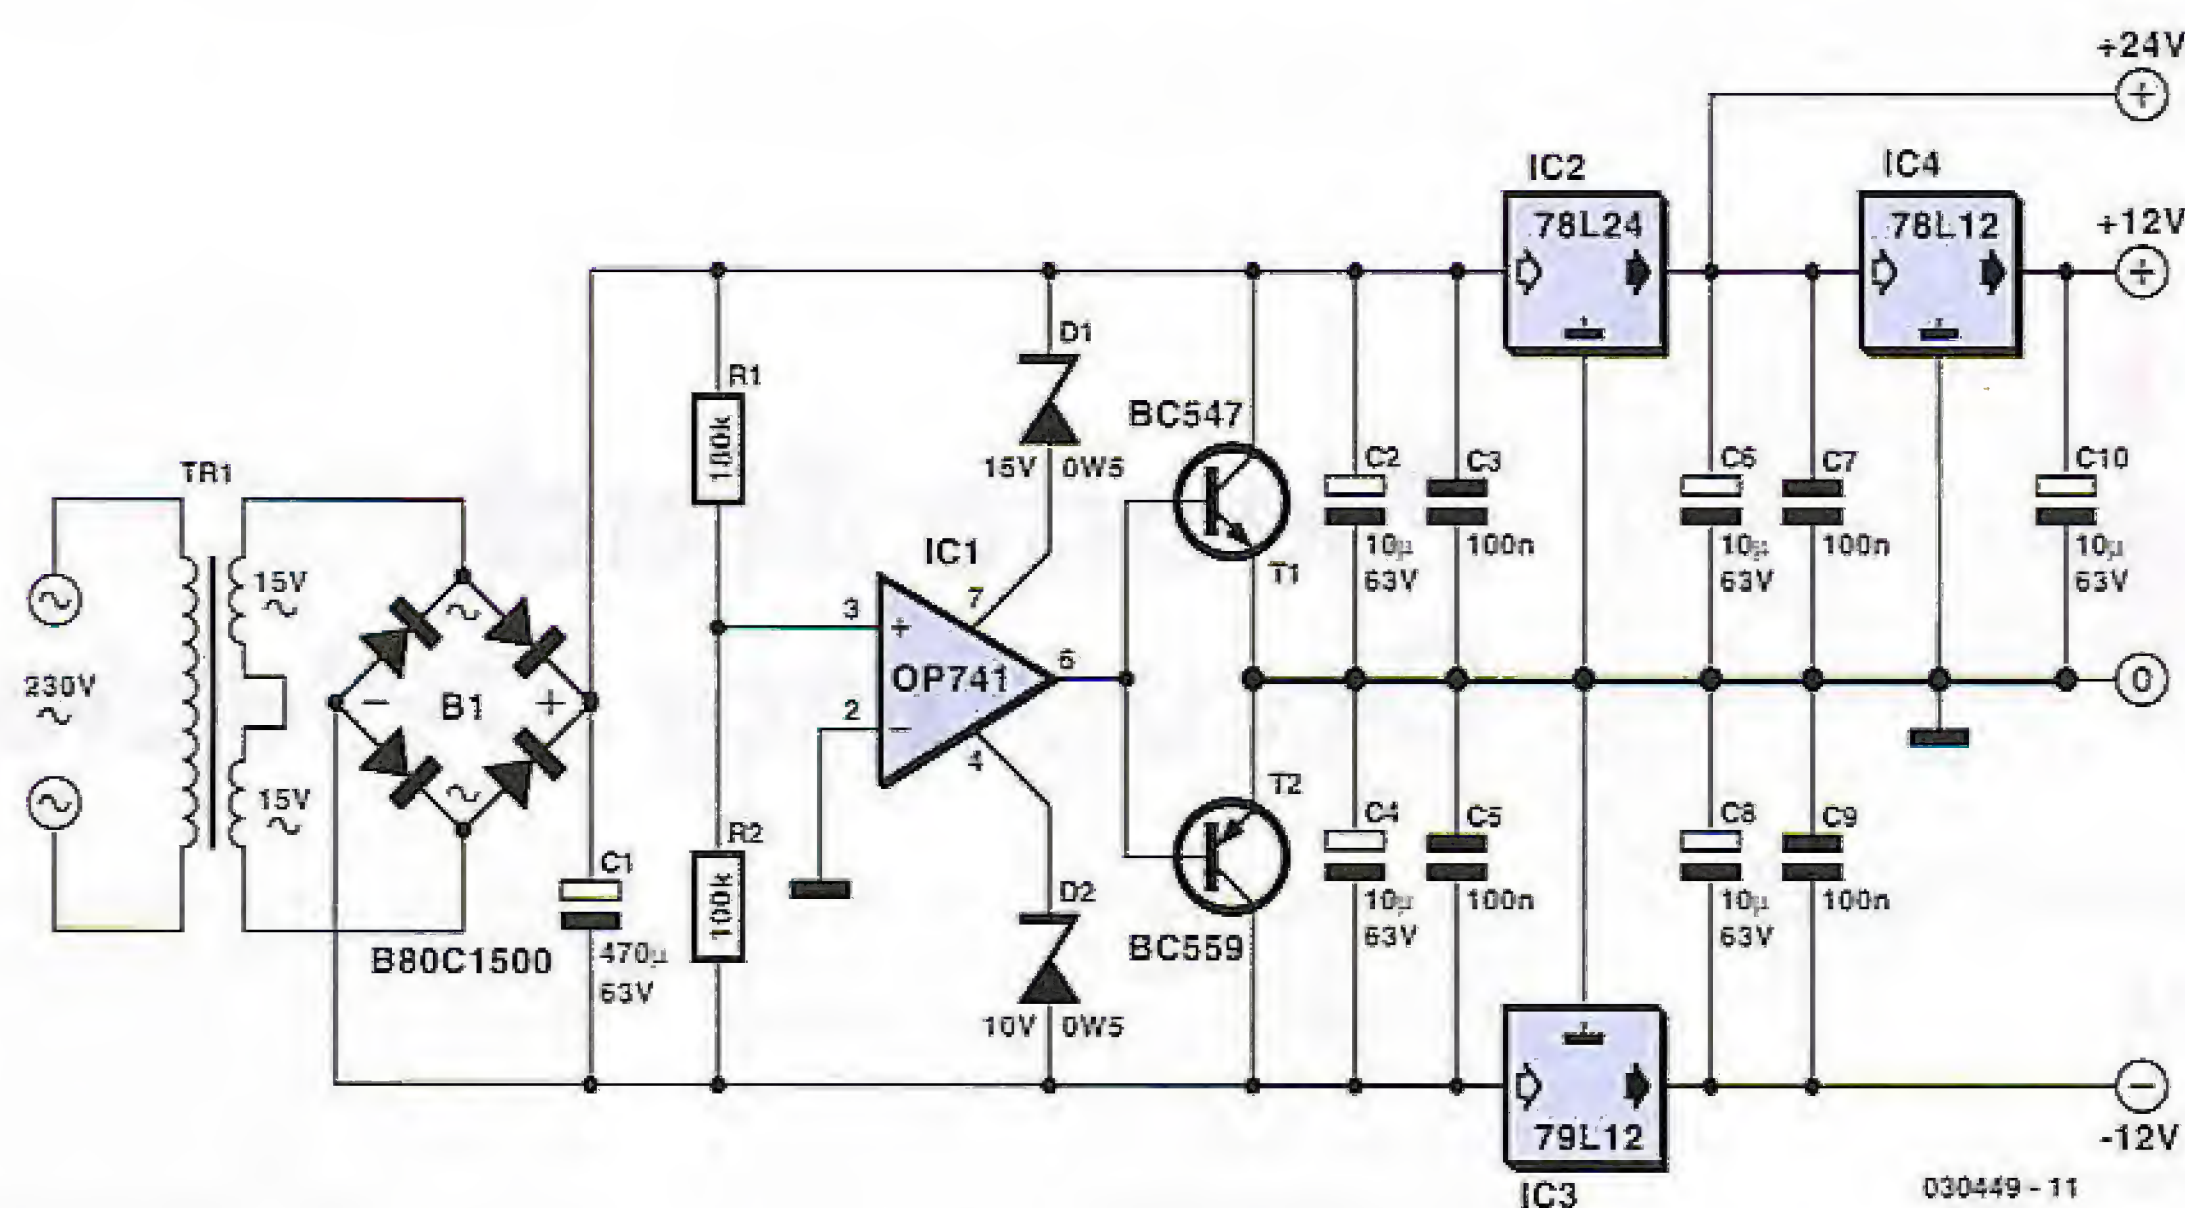 +24V
IC2
IC4
78L24
78L12
+12V
D1
R1
100k
BC547
15V 0W5
C2
C3
C6
C7
C10
TR1
IC1
10µ
63V
100n
10µ
63V
100n
10µ
63V
T1
15V
7
3
+
OP741
6
0
230V
B1
2
4
15V
T2
R2
C4
C5
C8
C9
C1
D2
100k
10µ
63V
100n
10µ
63V
100n
B80C1500
470µ
63V
BC559
10V 0W5
79L12
-12V
IC3
030449 - 11